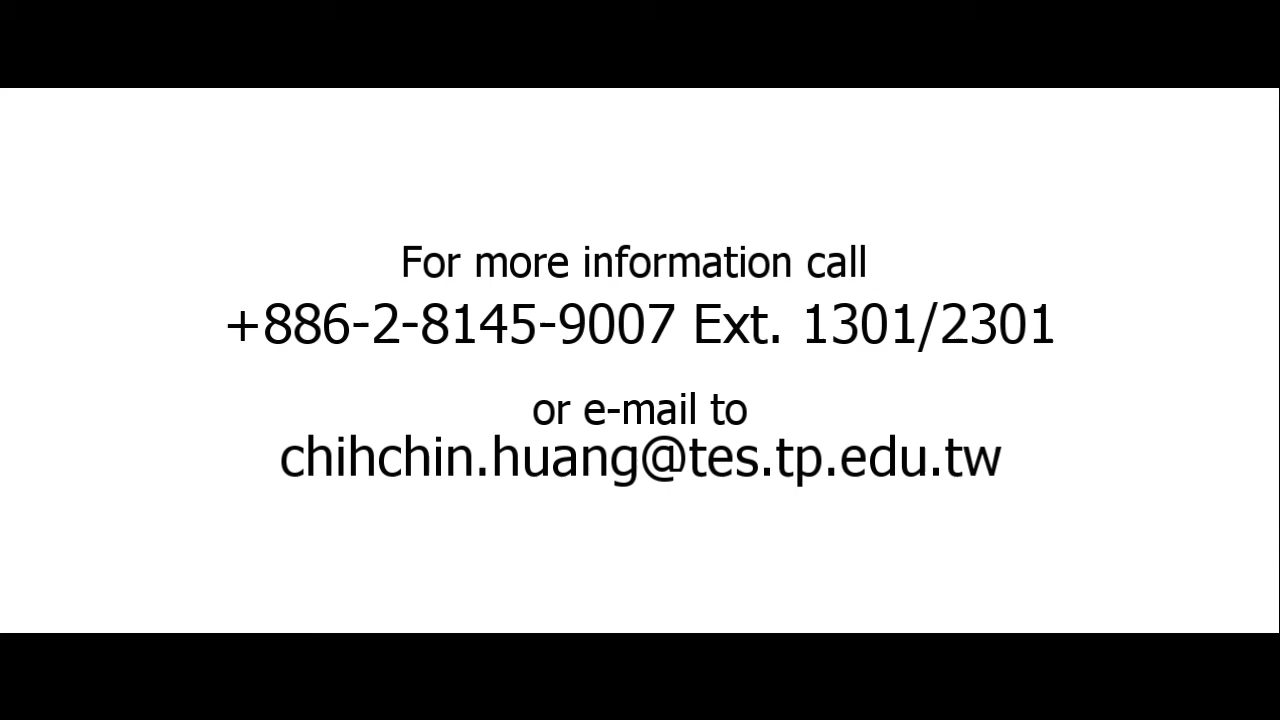 For more information call
+886-2-8145-9007 Ext. 1301/2301
or e-mail to
chihchin.huang@tes.tp.edu.tw